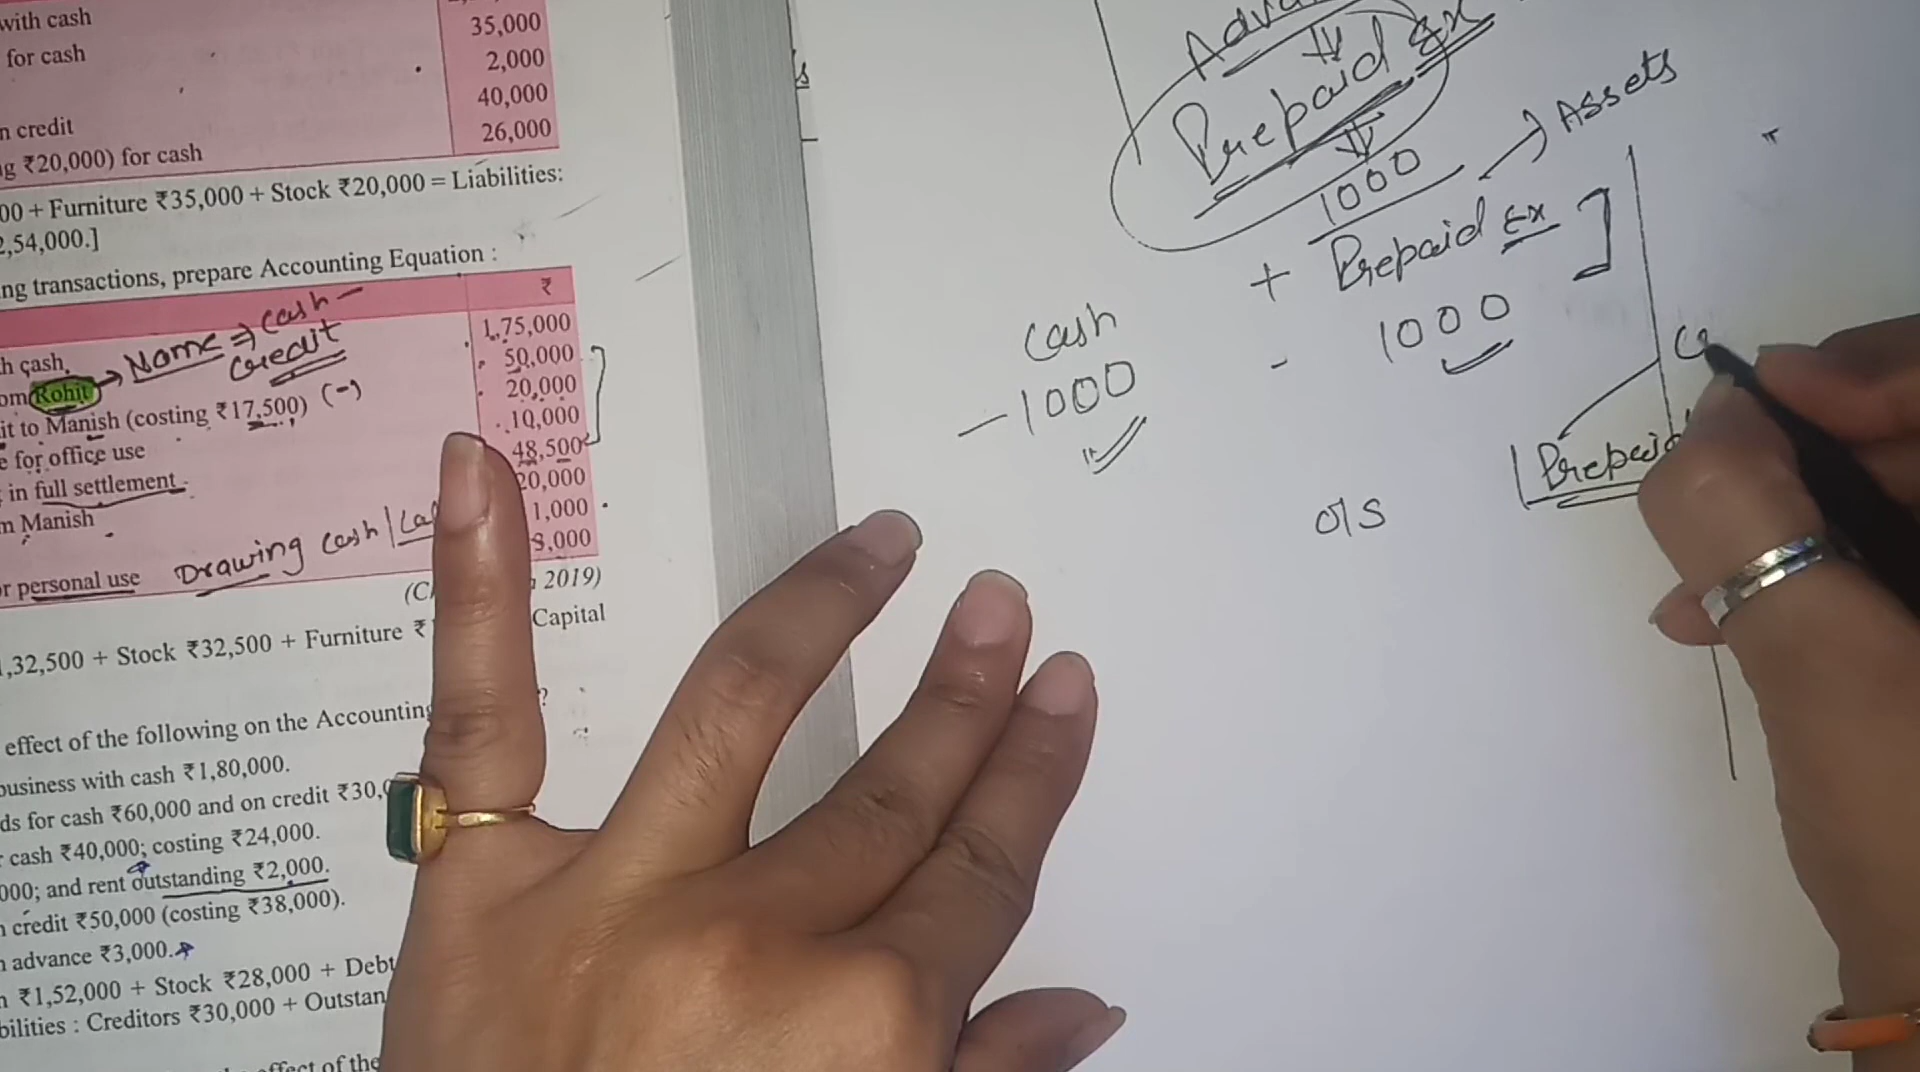 with cash
for cash
n credit
g ₹20,000) for cash
35,000
2,000
40,000
26,000
00 + Furniture ₹35,000 + Stock ₹20,000 = Liabilities:
2,54,000.]
ng transactions, prepare Accounting Equation :
₹
h cash,
Name ⇒ Cash –
Credit
om Rohit
it to Manish (costing ₹17,500) (-)
e for office use
in full settlement
m Manish
r personal use Drawing cash |
1,75,000
50,000
20,000
10,000
48,500
20,000
1,000
3,000
2019)
,32,500 + Stock ₹32,500 + Furniture ₹
Capital
effect of the following on the Accounting
?
business with cash ₹1,80,000.
ds for cash ₹60,000 and on credit ₹30,
cash ₹40,000; costing ₹24,000.
000; and rent outstanding ₹2,000.
n credit ₹50,000 (costing ₹38,000).
n advance ₹3,000.
n ₹1,52,000 + Stock ₹28,000 + Debt
bilities : Creditors ₹30,000 + Outstan
effect of the
Prepaid Ex
1000
→ Assets
+ Prepaid Ex ]
Cash
-1000
- 1000
o/s
Prepaid